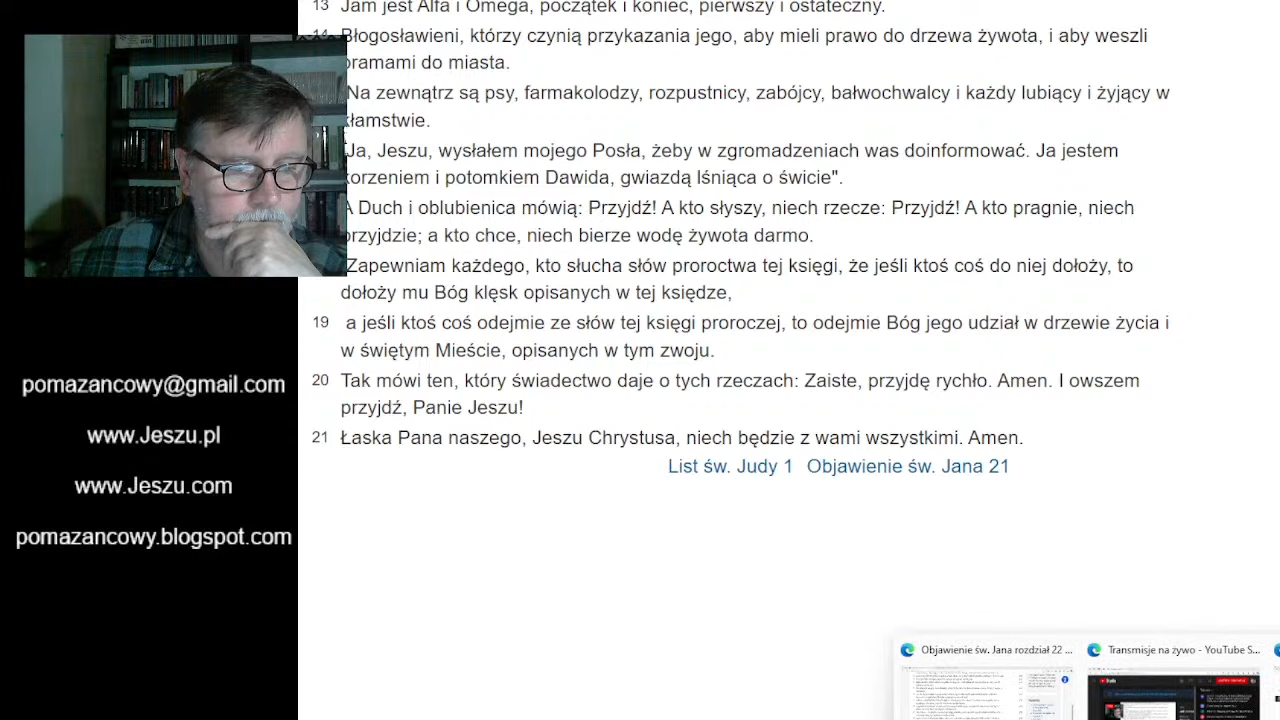 13 Jam jest Alfa i Omega, początek i koniec, pierwszy i ostateczny.
14 Błogosławieni, którzy czynią przykazania jego, aby mieli prawo do drzewa żywota, i aby weszli
bramami do miasta.
Na zewnątrz są psy, farmakolodzy, rozpustnicy, zabójcy, bałwochwalcy i każdy lubiący i żyjący w
kłamstwie.
"Ja, Jeszu, wysłałem mojego Posła, żeby w zgromadzeniach was doinformować. Ja jestem
korzeniem i potomkiem Dawida, gwiazdą lśniąca o świcie".
A Duch i oblubienica mówią: Przyjdź! A kto słyszy, niech rzecze: Przyjdź! A kto pragnie, niech
przyjdzie; a kto chce, niech bierze wodę żywota darmo.
Zapewniam każdego, kto słucha słów proroctwa tej księgi, że jeśli ktoś coś do niej dołoży, to
dołoży mu Bóg klęsk opisanych w tej księdze,
19 a jeśli ktoś coś odejmie ze słów tej księgi proroczej, to odejmie Bóg jego udział w drzewie życia i
w świętym Mieście, opisanych w tym zwoju.
20 Tak mówi ten, który świadectwo daje o tych rzeczach: Zaiste, przyjdę rychło. Amen. I owszem
przyjdź, Panie Jeszu!
21 Łaska Pana naszego, Jeszu Chrystusa, niech będzie z wami wszystkimi. Amen.
List św. Judy 1 Objawienie św. Jana 21
pomazancowy@gmail.com
www.Jeszu.pl
www.Jeszu.com
pomazancowy.blogspot.com
Objawienie św. Jana rozdział 22 ...
Transmisje na żywo - YouTube S...